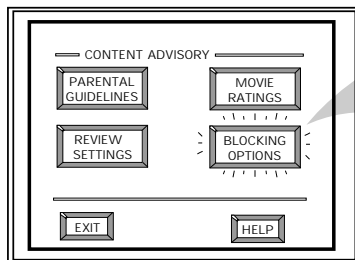 CONTENT ADVISORY
PARENTAL
GUIDELINES
MOVIE
RATINGS
REVIEW
SETTINGS
BLOCKING
OPTIONS
EXIT
HELP